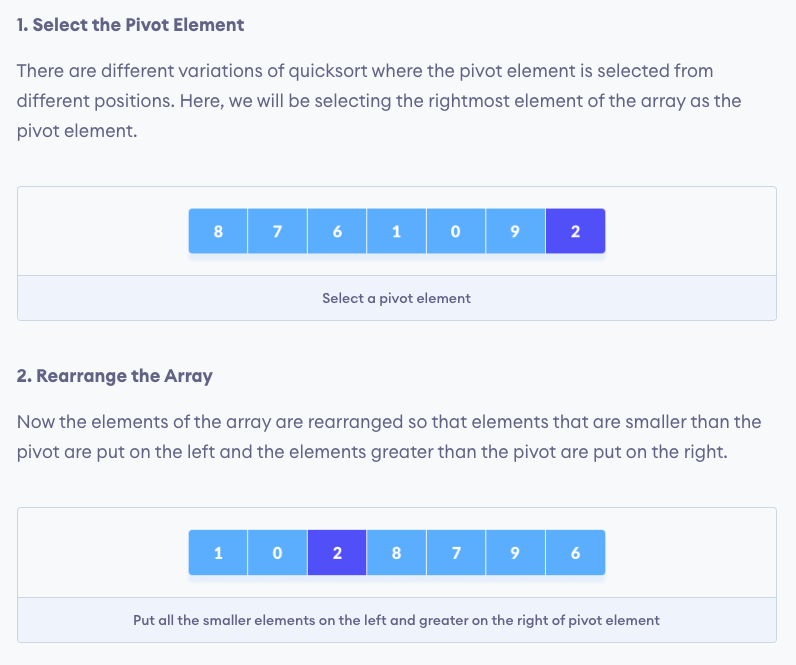 1. Select the Pivot Element
There are different variations of quicksort where the pivot element is selected from
different positions. Here, we will be selecting the rightmost element of the array as the
pivot element.
8 7 6 1 0 9 2
Select a pivot element
2. Rearrange the Array
Now the elements of the array are rearranged so that elements that are smaller than the
pivot are put on the left and the elements greater than the pivot are put on the right.
1 0 2 8 7 9 6
Put all the smaller elements on the left and greater on the right of pivot element